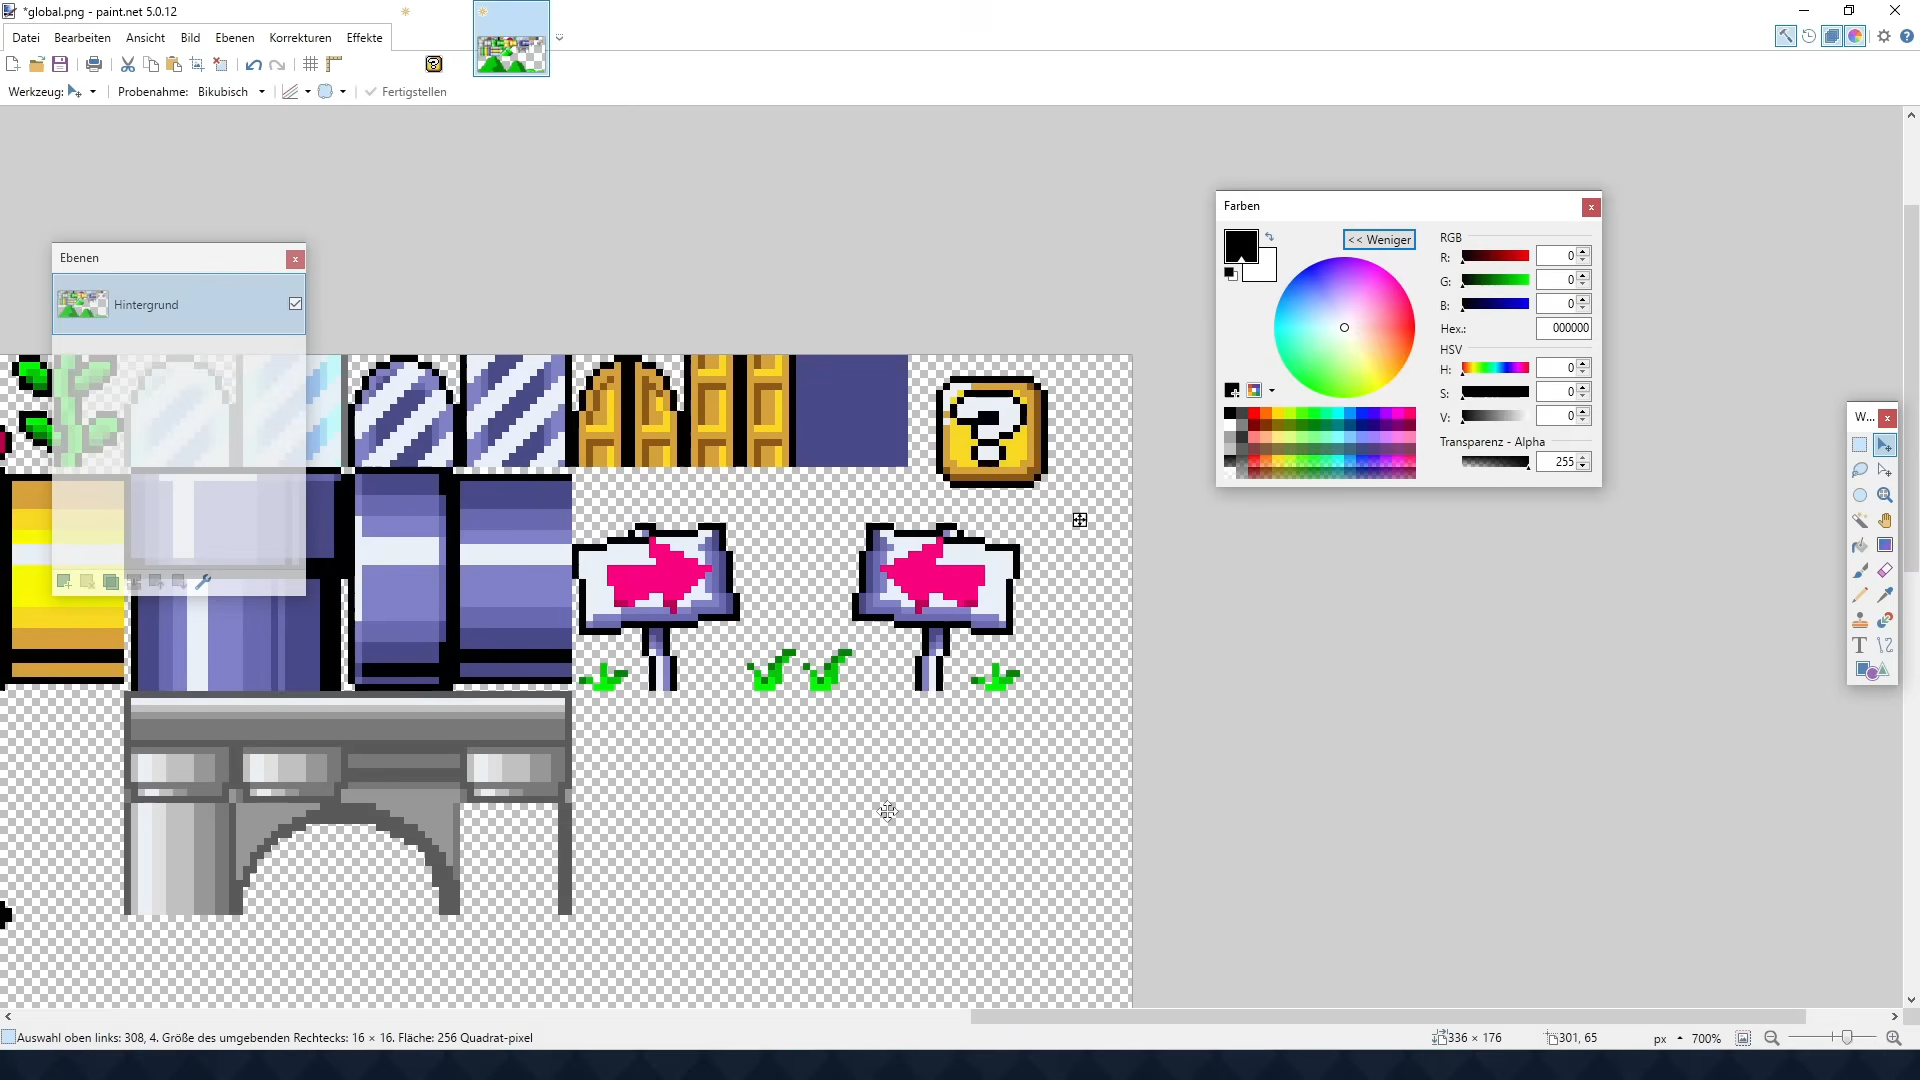 *global.png - paint.net 5.0.12
Datei Bearbeiten Ansicht Bild Ebenen Korrekturen Effekte
Werkzeug: Probenahme: Bikubisch Fertigstellen
Farben
<< Weniger
RGB
R: 0
G: 0
B: 0
Hex.: 000000
HSV
H: 0
S: 0
V: 0
Transparenz - Alpha
255
Ebenen
Hintergrund
W...
?
Auswahl oben links: 308, 4. Größe des umgebenden Rechtecks: 16 × 16. Fläche: 256 Quadrat-pixel
336 × 176 301, 65 px 700%